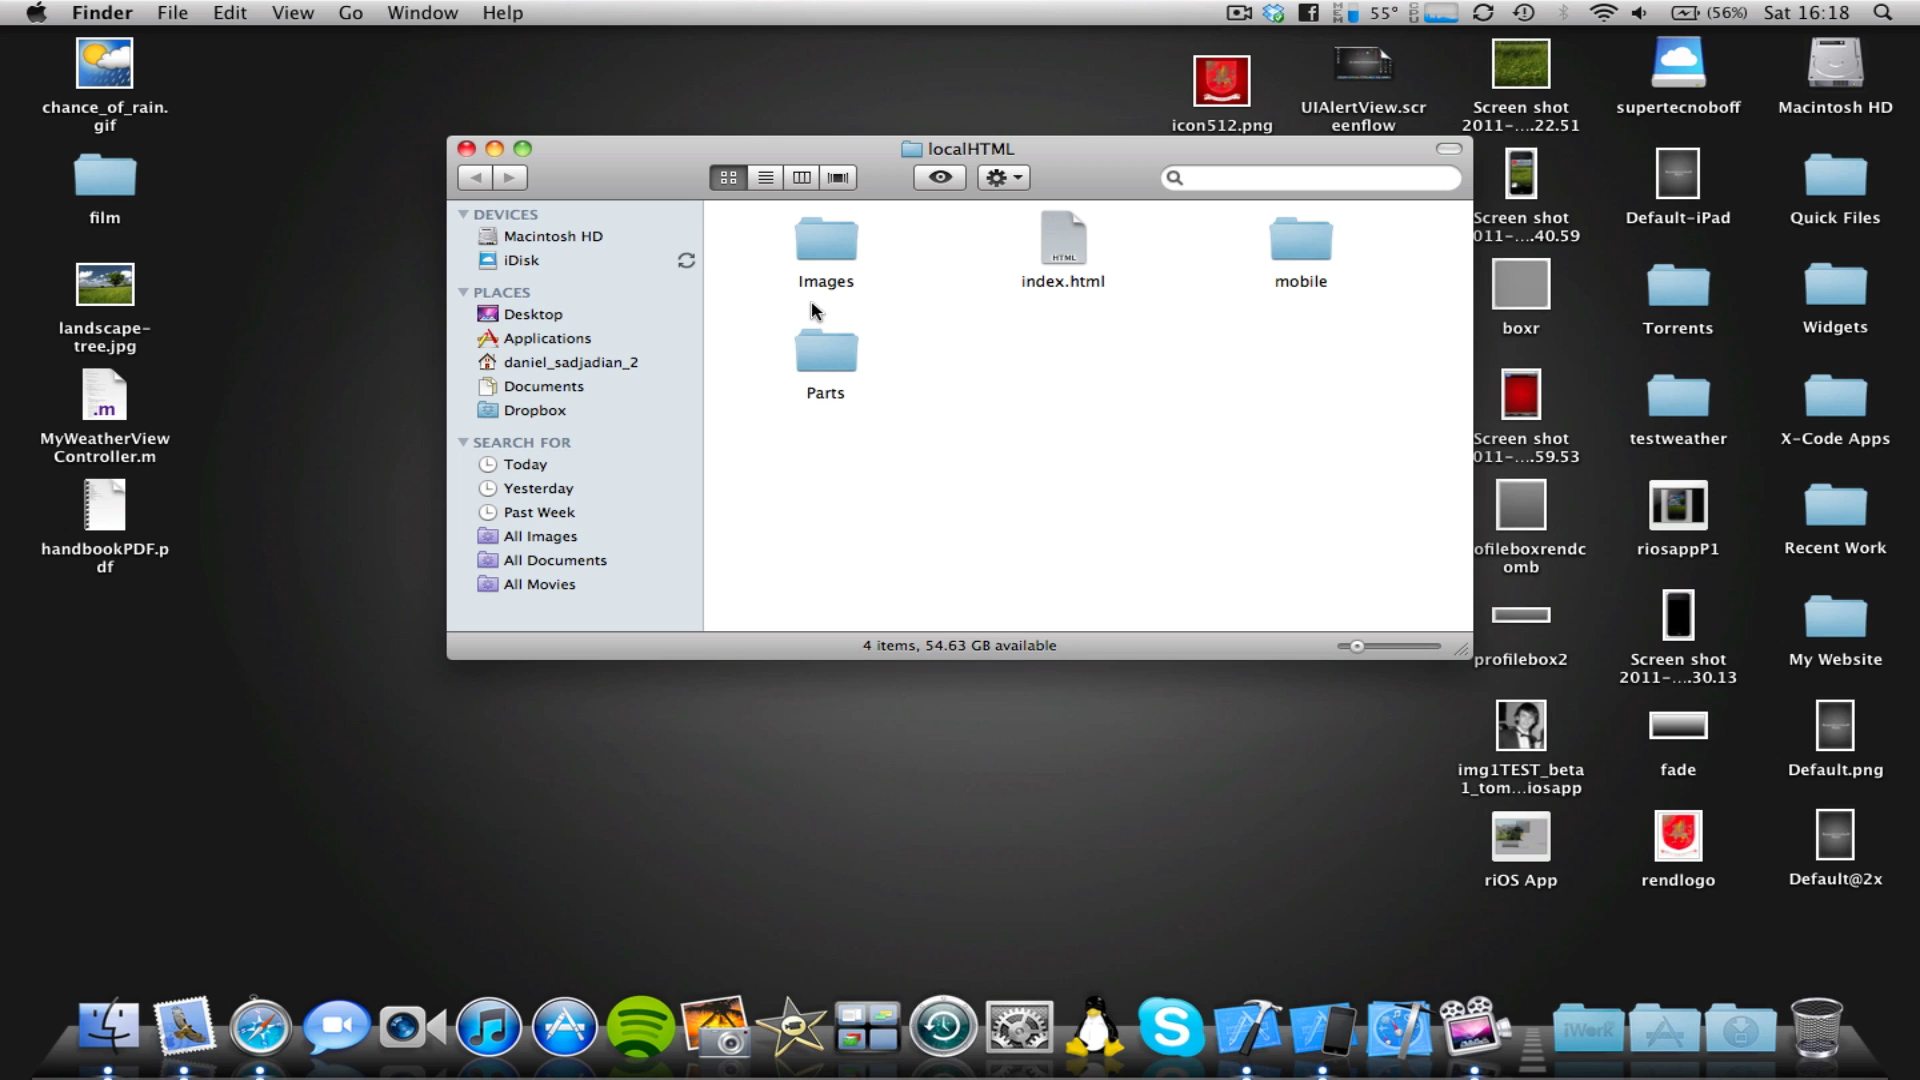 Finder File Edit View Go Window Help
55° (56%) Sat 16:18
chance_of_rain.
gif
film
landscape-
tree.jpg
.m
MyWeatherView
Controller.m
handbookPDF.p
df
icon512.png
UIAlertView.scr
eenflow
Screen shot
2011-....22.51
supertecnoboff
Macintosh HD
localHTML
DEVICES
Macintosh HD
iDisk
PLACES
Desktop
Applications
daniel_sadjadian_2
Documents
Dropbox
SEARCH FOR
Today
Yesterday
Past Week
All Images
All Documents
All Movies
Images
HTML
index.html
mobile
Parts
4 items, 54.63 GB available
Screen shot
011-....40.59
Default-iPad
Quick Files
boxr
Torrents
Widgets
Screen shot
011-....59.53
testweather
X-Code Apps
ofileboxrendc
omb
riosappP1
Recent Work
profilebox2
Screen shot
2011-....30.13
My Website
img1TEST_beta
1_tom...iosapp
fade
Default.png
riOS App
rendlogo
Default@2x
iWork